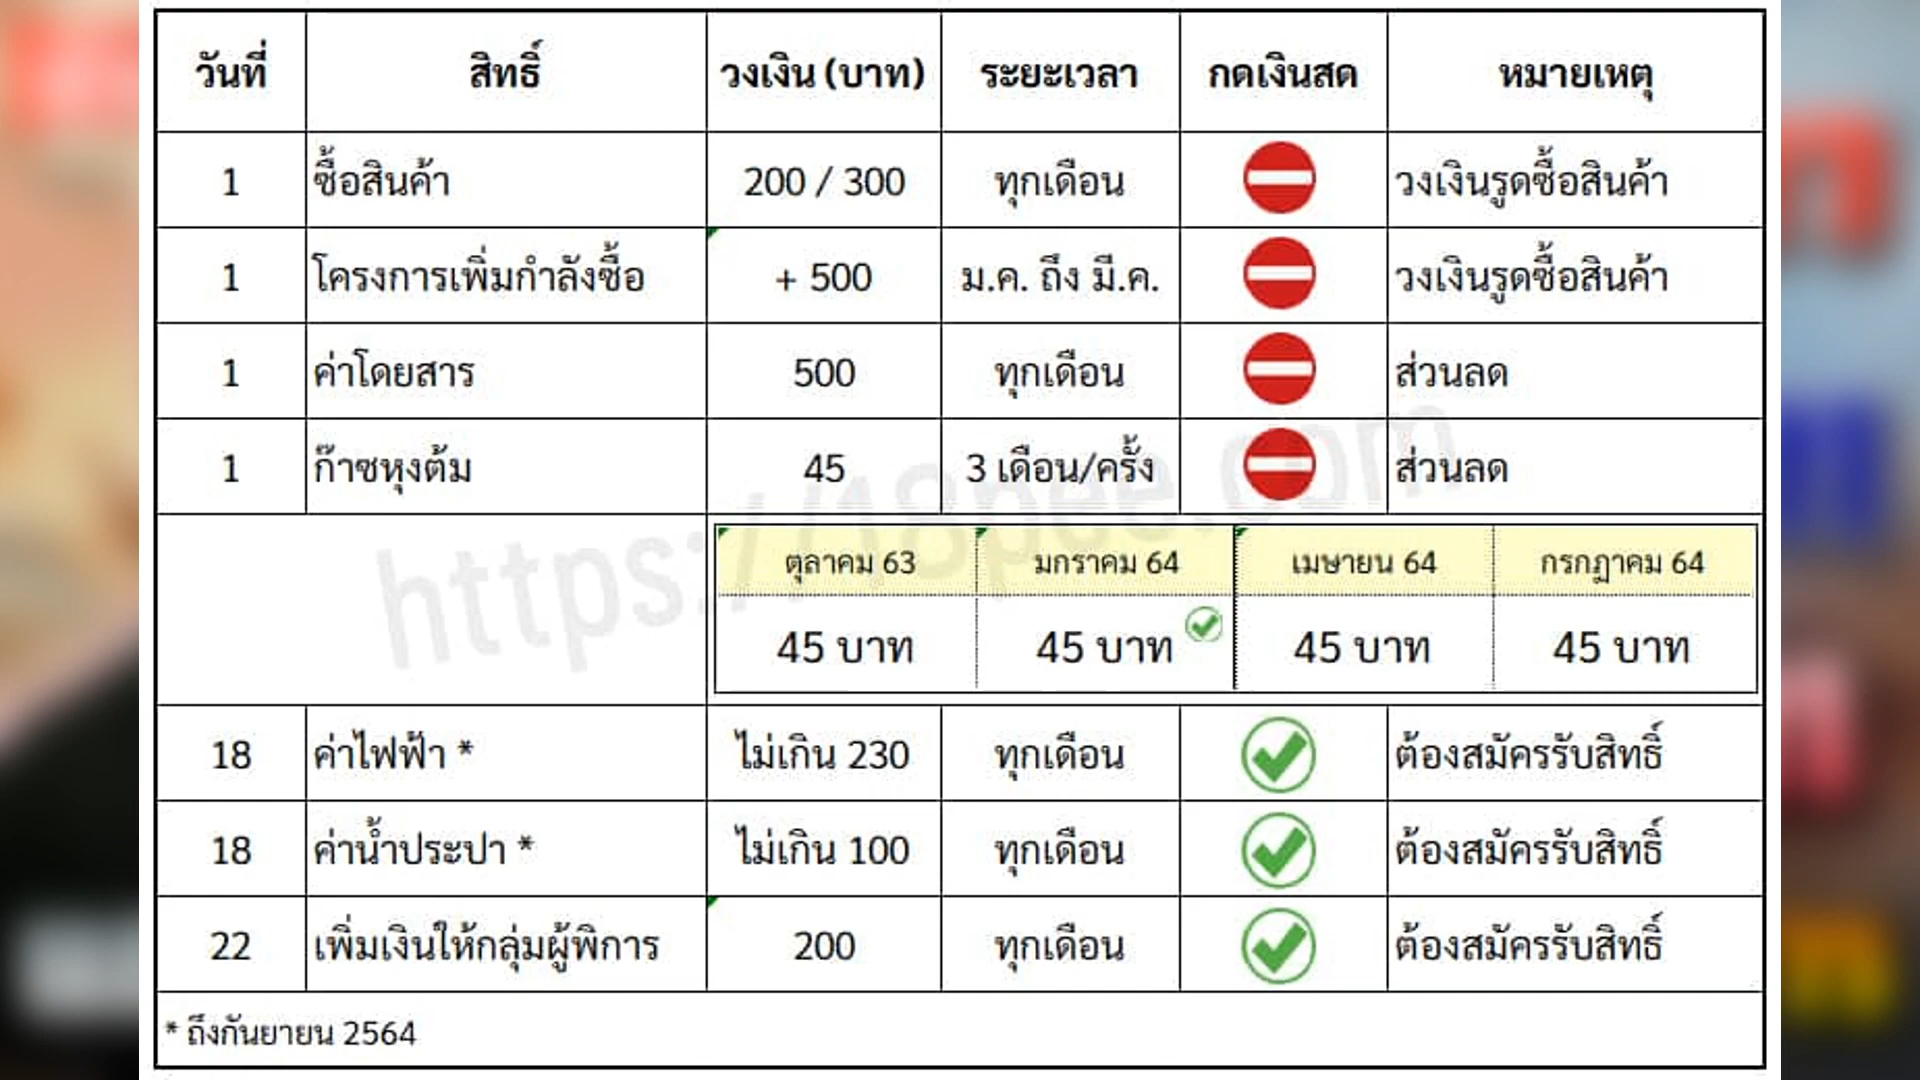 วันที่ สิทธิ์ วงเงิน (บาท) ระยะเวลา กดเงินสด หมายเหตุ
1 ซื้อสินค้า 200 / 300 ทุกเดือน วงเงินรูดซื้อสินค้า
1 โครงการเพิ่มกำลังซื้อ + 500 ม.ค. ถึง มี.ค. วงเงินรูดซื้อสินค้า
1 ค่าโดยสาร 500 ทุกเดือน ส่วนลด
1 ก๊าซหุงต้ม 45 3 เดือน/ครั้ง ส่วนลด
https://18pee.com
ตุลาคม 63 มกราคม 64 เมษายน 64 กรกฎาคม 64
45 บาท 45 บาท 45 บาท 45 บาท
18 ค่าไฟฟ้า * ไม่เกิน 230 ทุกเดือน ต้องสมัครรับสิทธิ์
18 ค่าน้ำประปา * ไม่เกิน 100 ทุกเดือน ต้องสมัครรับสิทธิ์
22 เพิ่มเงินให้กลุ่มผู้พิการ 200 ทุกเดือน ต้องสมัครรับสิทธิ์
* ถึงกันยายน 2564